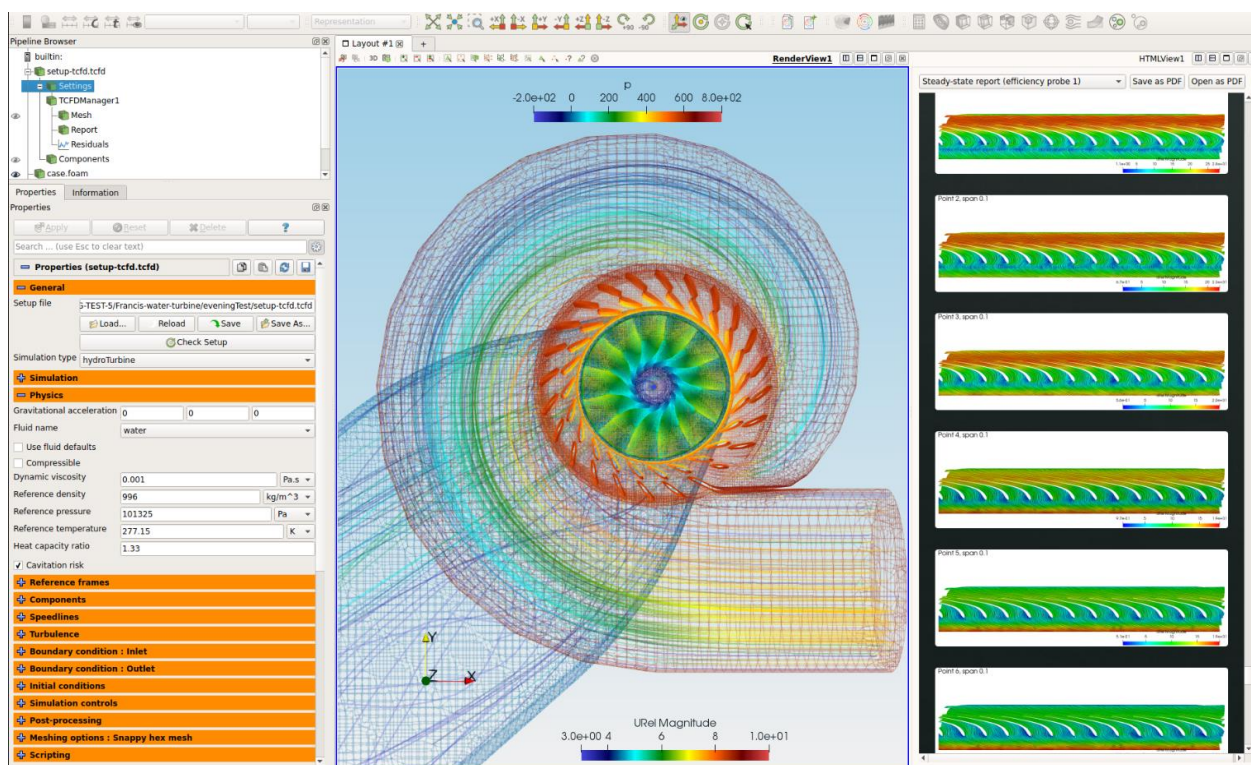 Representation
+X -X +Y -Y +Z -Z -90 +90
Pipeline Browser
builtin:
setup-tcfd.tcfd
Settings
TCFDManager1
Mesh
Report
Residuals
Components
case.foam
Properties Information
Properties
Apply Reset Delete ?
Search ... (use Esc to clear text)
Properties (setup-tcfd.tcfd)
General
Setup file 5-TEST-5/Francis-water-turbine/eveningTest/setup-tcfd.tcfd
Load... Reload Save Save As...
Check Setup
Simulation type hydroTurbine
Simulation
Physics
Gravitational acceleration 0 0 0
Fluid name water
Use fluid defaults
Compressible
Dynamic viscosity 0.001 Pa.s
Reference density 996 kg/m^3
Reference pressure 101325 Pa
Reference temperature 277.15 K
Heat capacity ratio 1.33
Cavitation risk
Reference frames
Components
Speedlines
Turbulence
Boundary condition : Inlet
Boundary condition : Outlet
Initial conditions
Simulation controls
Post-processing
Meshing options : Snappy hex mesh
Scripting
Layout #1 +
3D RenderView1
p
-2.0e+02 0 200 400 600 8.0e+02
Y
Z X
URel Magnitude
3.0e+00 4 6 8 1.0e+01
HTMLView1
Steady-state report (efficiency probe 1) Save as PDF Open as PDF
Point 2, span 0.1
Point 3, span 0.1
Point 4, span 0.1
Point 5, span 0.1
Point 6, span 0.1